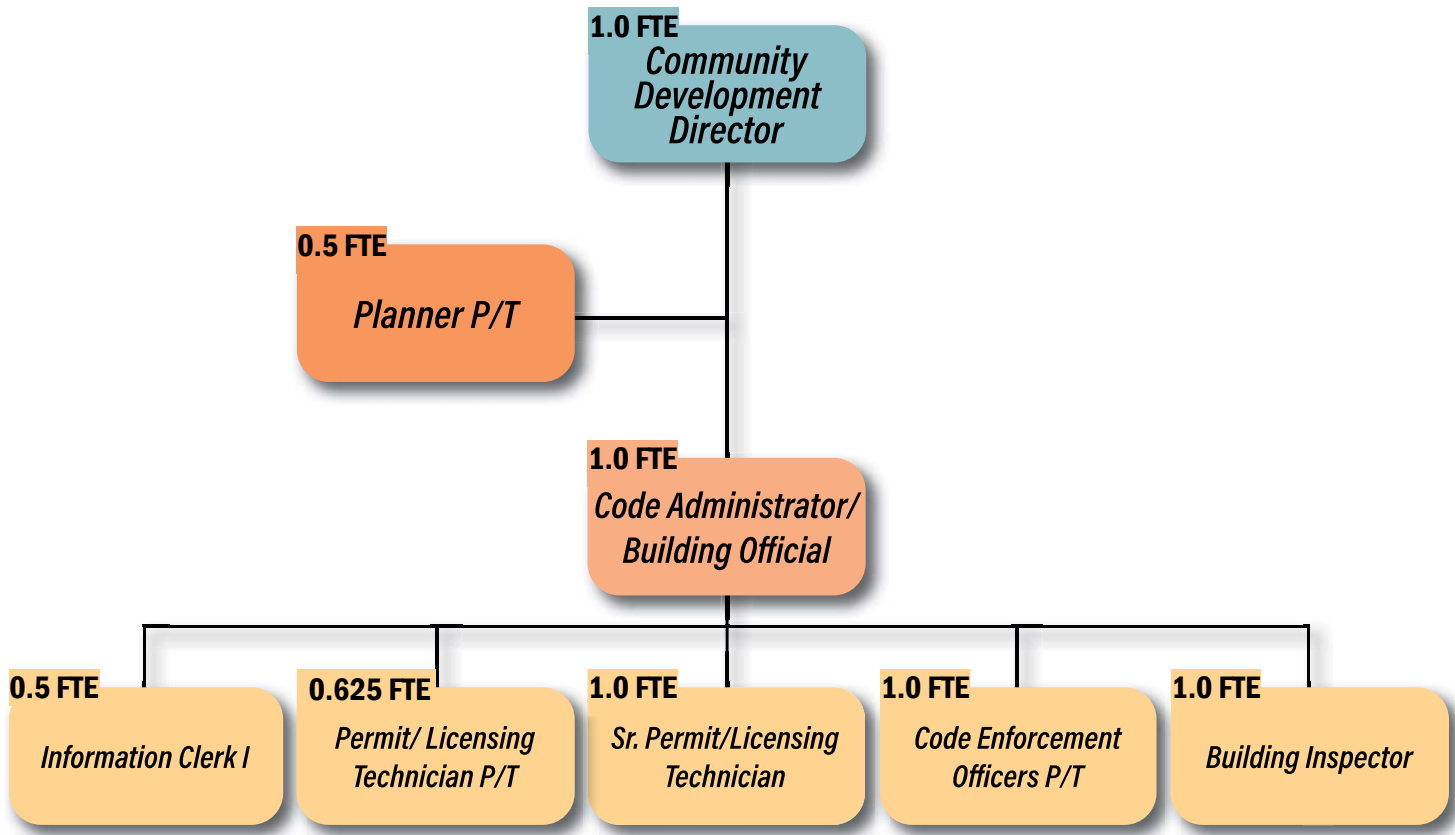 1.0 FTE
Community
Development
Director
0.5 FTE
Planner P/T
1.0 FTE
Code Administrator/
Building Official
0.5 FTE
Information Clerk I
0.625 FTE
Permit/ Licensing
Technician P/T
1.0 FTE
Sr. Permit/Licensing
Technician
1.0 FTE
Code Enforcement
Officers P/T
1.0 FTE
Building Inspector